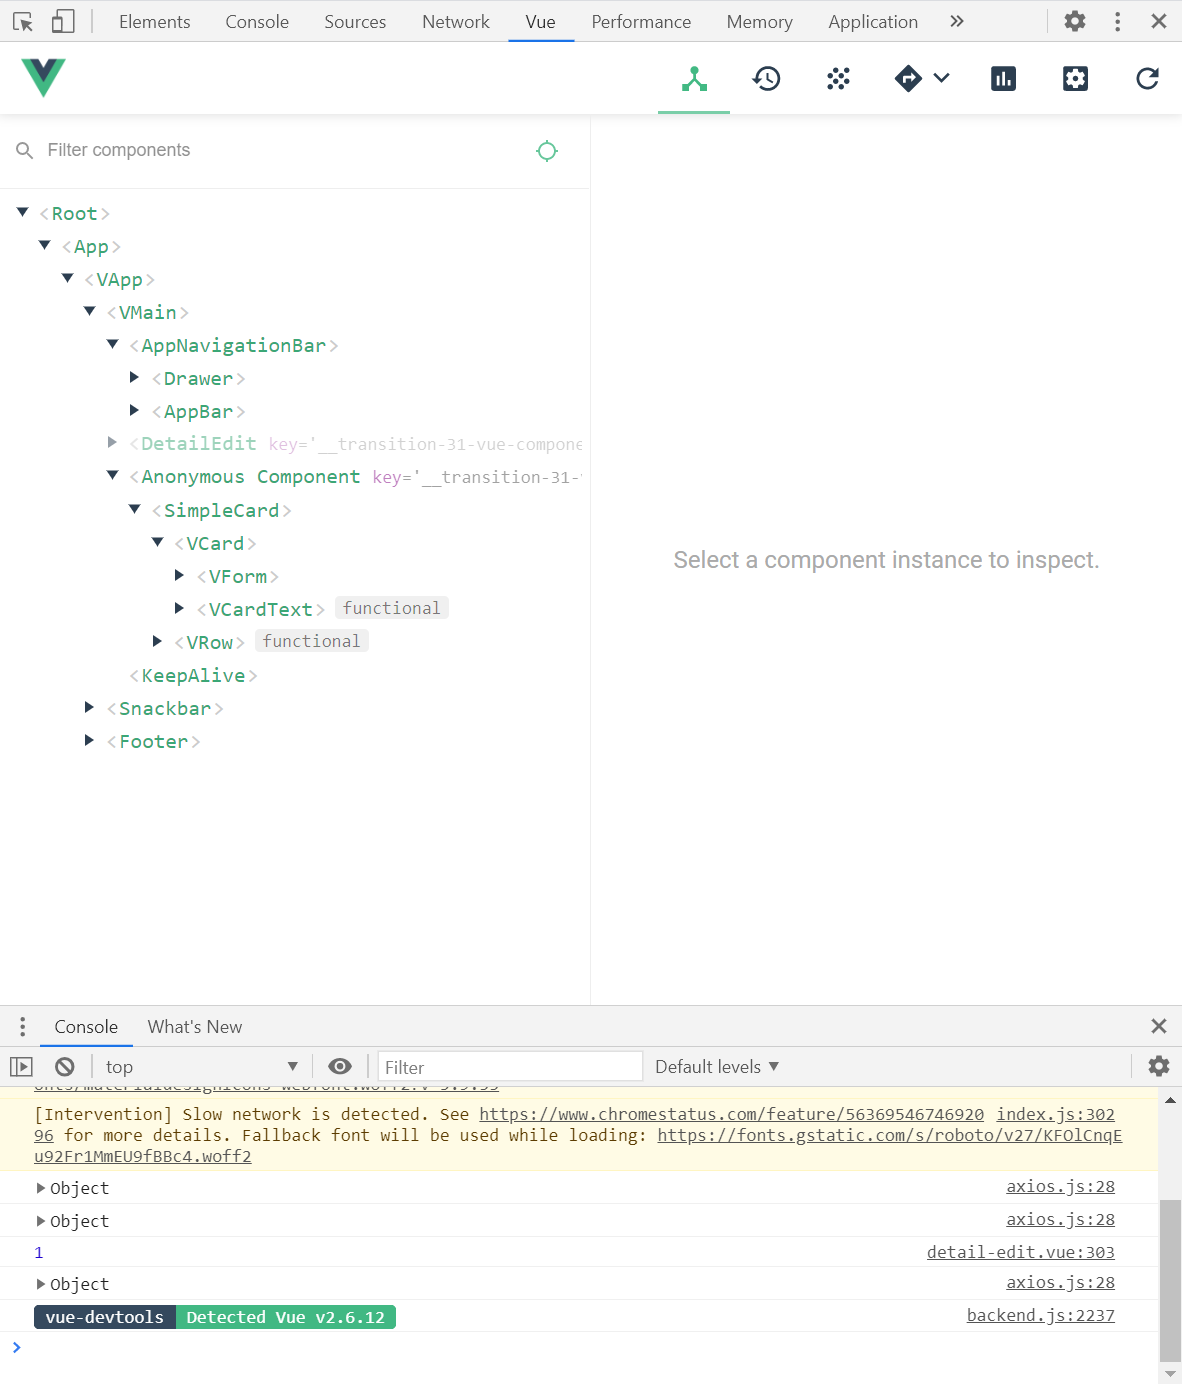 Elements Console Sources Network Vue Performance Memory Application
Filter components
<Root>
<App>
<VApp>
<VMain>
<AppNavigationBar>
<Drawer>
<AppBar>
<DetailEdit key='__transition-31-vue-compone
<Anonymous Component key='__transition-31-
<SimpleCard>
<VCard>
<VForm>
<VCardText> functional
<VRow> functional
<KeepAlive>
<Snackbar>
<Footer>
Select a component instance to inspect.
Console What's New
top Filter Default levels
[Intervention] Slow network is detected. See https://www.chromestatus.com/feature/56369546746920 index.js:302
96 for more details. Fallback font will be used while loading: https://fonts.gstatic.com/s/roboto/v27/KFOlCnqE
u92Fr1MmEU9fBBc4.woff2
Object axios.js:28
Object axios.js:28
1 detail-edit.vue:303
Object axios.js:28
vue-devtools Detected Vue v2.6.12 backend.js:2237